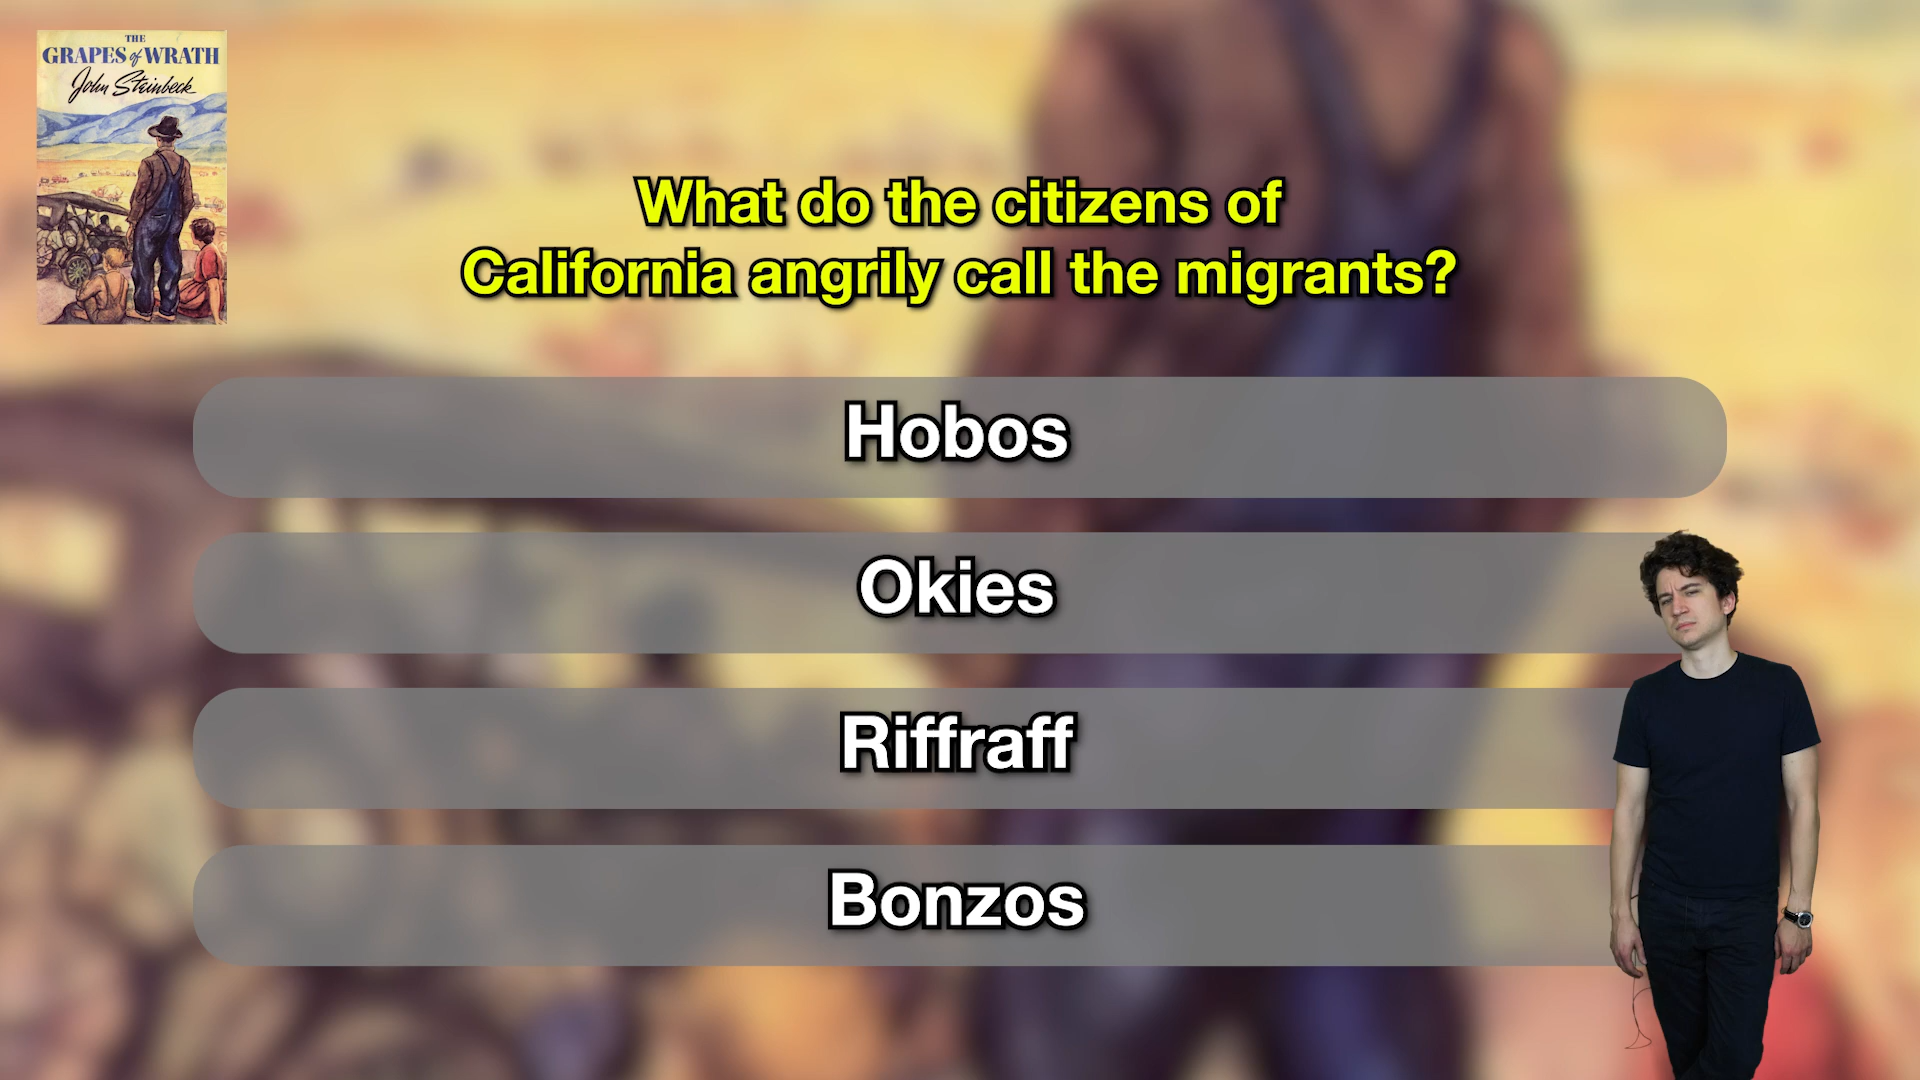 THE
GRAPES of WRATH
John Steinbeck
What do the citizens of
California angrily call the migrants?
Hobos
Okies
Riffraff
Bonzos